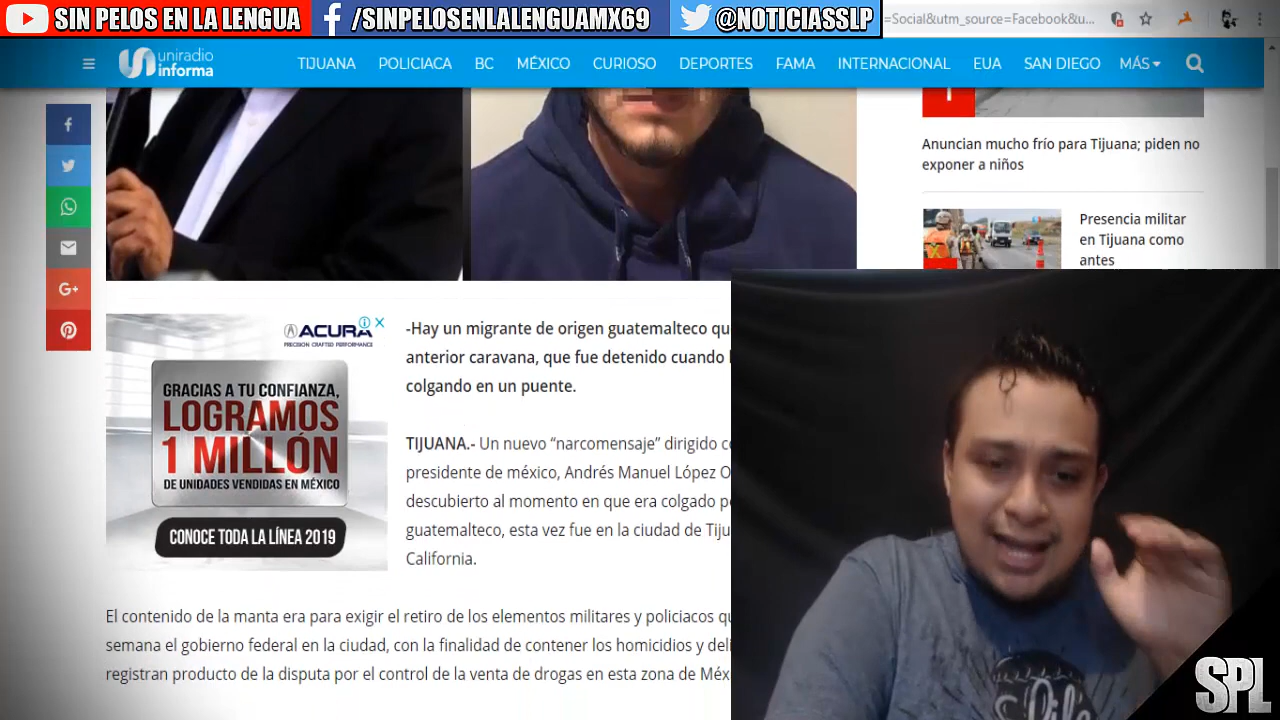 SIN PELOS EN LA LENGUA
/SINPELOSENLALENGUAMX69
@NOTICIASSLP
=Social&utm_source=Facebook&u...
uniradio
informa
TIJUANA POLICIACA BC MÉXICO CURIOSO DEPORTES FAMA INTERNACIONAL EUA SAN DIEGO MÁS
Anuncian mucho frío para Tijuana; piden no
exponer a niños
Presencia militar
en Tijuana como
antes
ACURA
PRECISION CRAFTED PERFORMANCE
GRACIAS A TU CONFIANZA,
LOGRAMOS
1 MILLÓN
DE UNIDADES VENDIDAS EN MÉXICO
CONOCE TODA LA LÍNEA 2019
-Hay un migrante de origen guatemalteco qu
anterior caravana, que fue detenido cuando
colgando en un puente.
TIJUANA.- Un nuevo “narcomensaje” dirigido
presidente de méxico, Andrés Manuel López O
descubierto al momento en que era colgado p
guatemalteco, esta vez fue en la ciudad de Tiju
California.
El contenido de la manta era para exigir el retiro de los elementos militares y policiacos qu
semana el gobierno federal en la ciudad, con la finalidad de contener los homicidios y deli
registran producto de la disputa por el control de la venta de drogas en esta zona de Méx
SPL